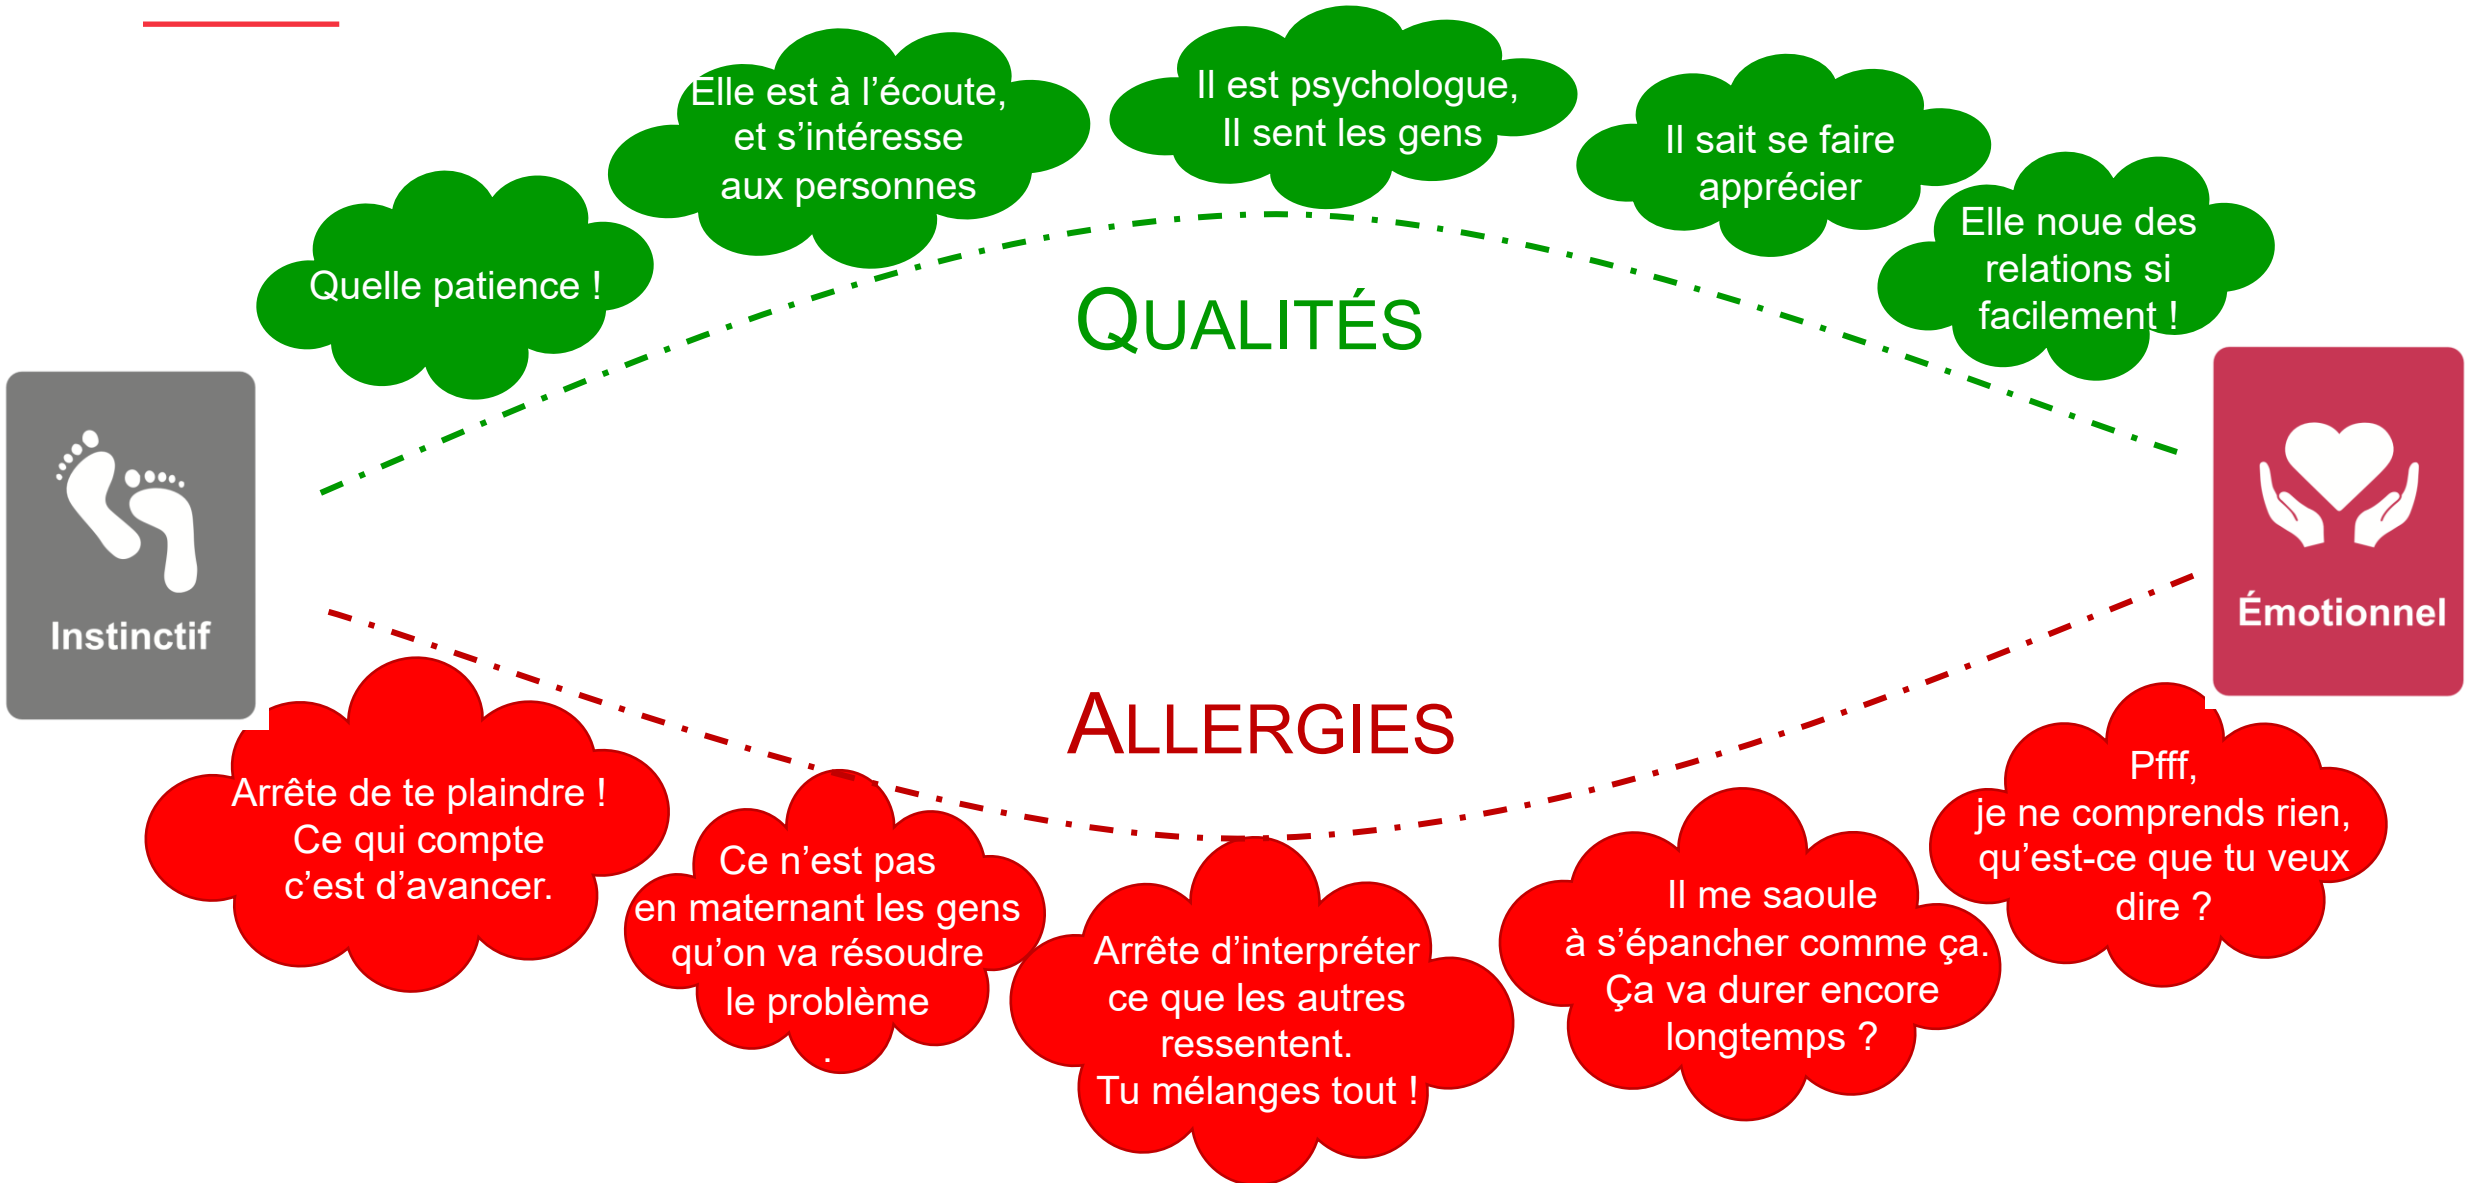 Elle est à l’écoute,
et s’intéresse
aux personnes
Il est psychologue,
Il sent les gens
Il sait se faire
apprécier
Elle noue des
relations si
facilement !
Quelle patience !
QUALITÉS
Instinctif
Émotionnel
ALLERGIES
Arrête de te plaindre !
Ce qui compte
c’est d’avancer.
Ce n’est pas
en maternant les gens
qu’on va résoudre
le problème
.
Arrête d’interpréter
ce que les autres
ressentent.
Tu mélanges tout !
Il me saoule
à s’épancher comme ça.
Ça va durer encore
longtemps ?
Pfff,
je ne comprends rien,
qu’est-ce que tu veux
dire ?